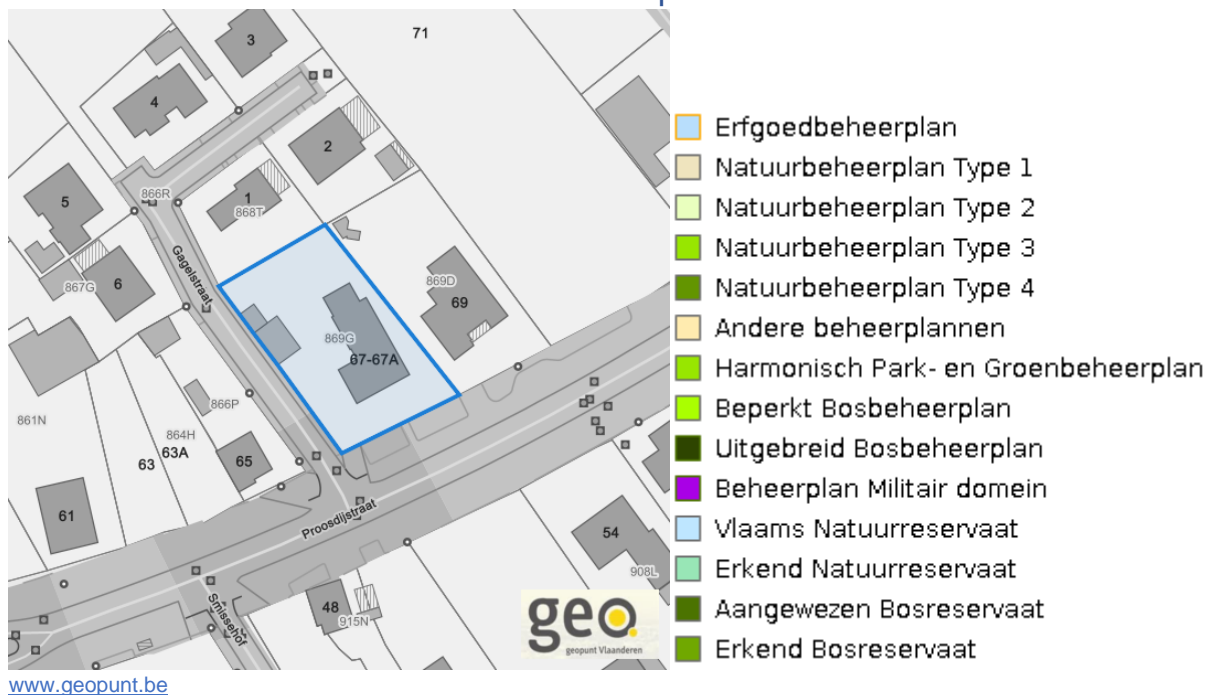 3
71
4
2
866R
1
868T
5
Gagelstraat
867G
6
869D
69
869G
67-67A
866P
861N
864H
63
63A
65
61
Proosdijstraat
54
908L
48
915N
Smissehof
geo
geopunt Vlaanderen
Erfgoedbeheerplan
Natuurbeheerplan Type 1
Natuurbeheerplan Type 2
Natuurbeheerplan Type 3
Natuurbeheerplan Type 4
Andere beheerplannen
Harmonisch Park- en Groenbeheerplan
Beperkt Bosbeheerplan
Uitgebreid Bosbeheerplan
Beheerplan Militair domein
Vlaams Natuurreservaat
Erkend Natuurreservaat
Aangewezen Bosreservaat
Erkend Bosreservaat
www.geopunt.be